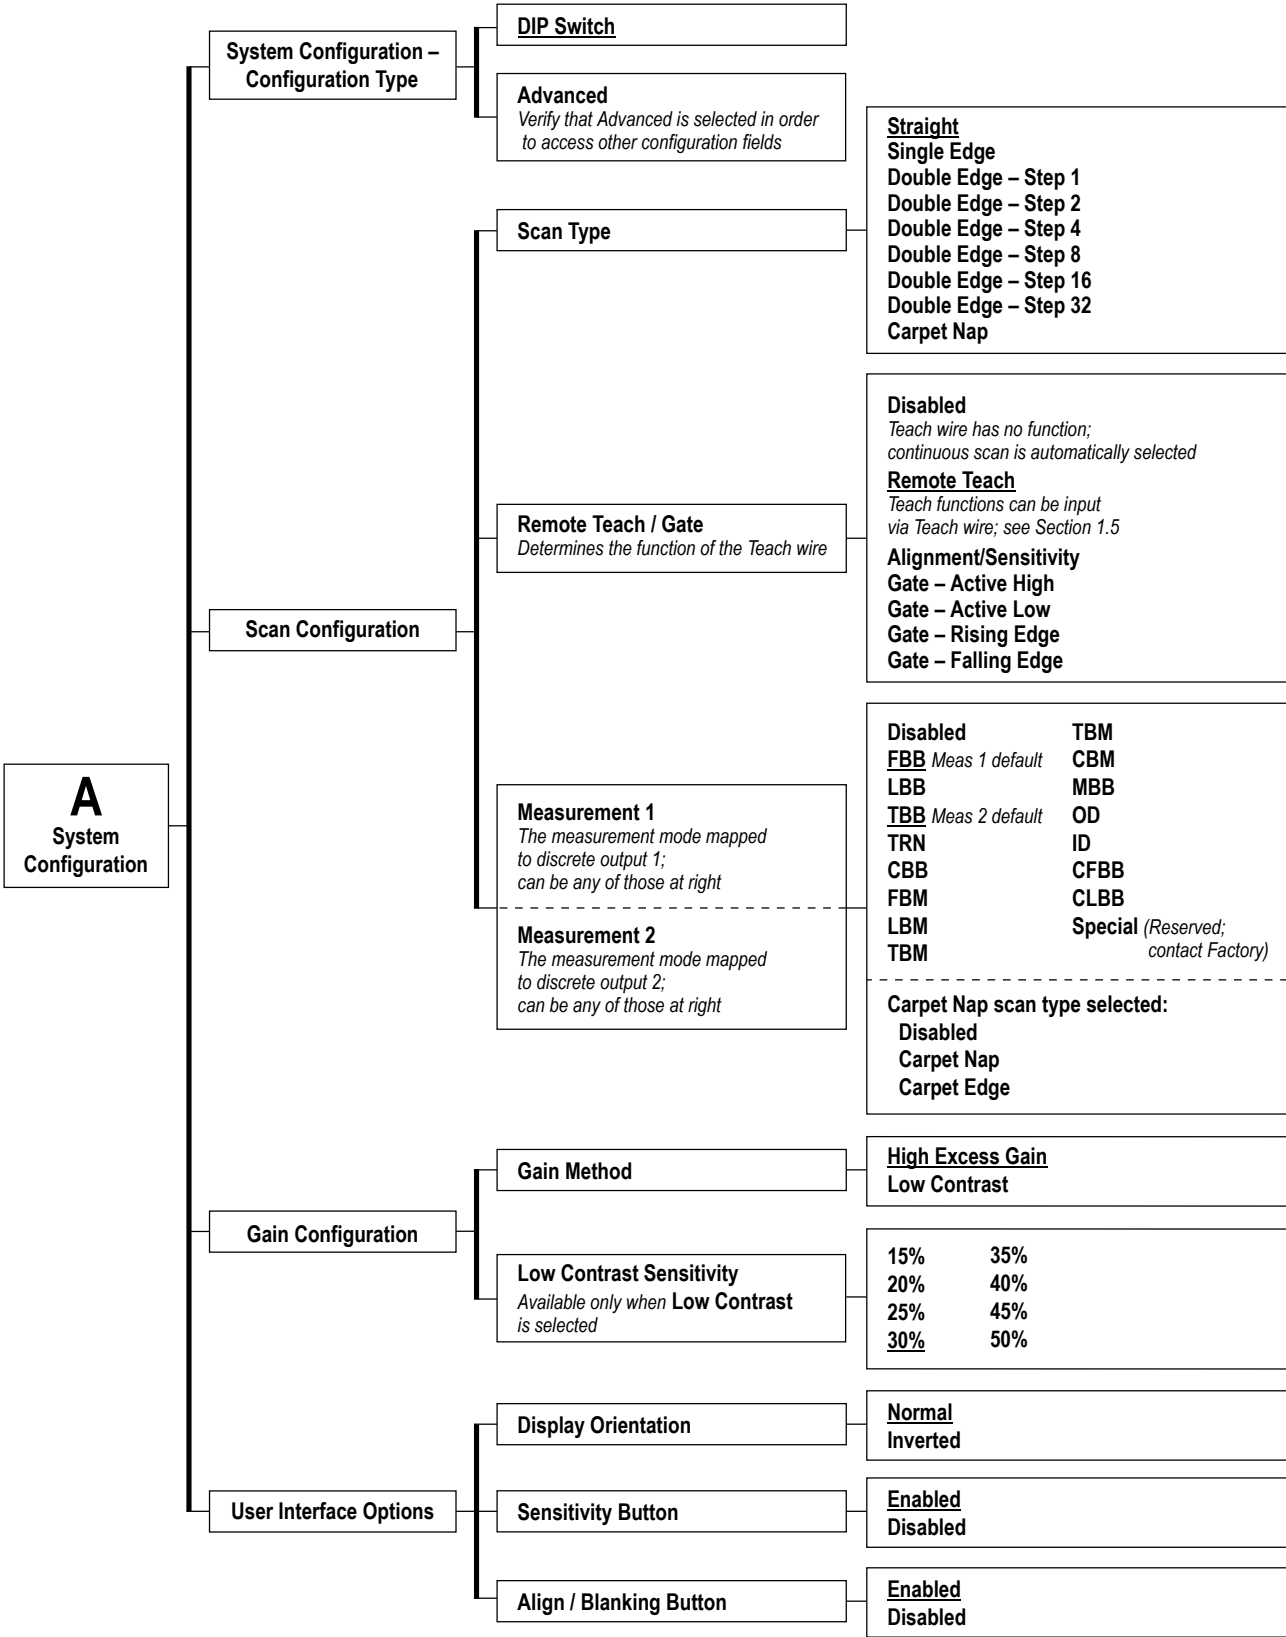 A
System
Configuration
System Configuration –
Configuration Type
DIP Switch
Advanced
Verify that Advanced is selected in order
to access other configuration fields
Scan Configuration
Scan Type
Straight
Single Edge
Double Edge – Step 1
Double Edge – Step 2
Double Edge – Step 4
Double Edge – Step 8
Double Edge – Step 16
Double Edge – Step 32
Carpet Nap
Remote Teach / Gate
Determines the function of the Teach wire
Disabled
Teach wire has no function;
continuous scan is automatically selected
Remote Teach
Teach functions can be input
via Teach wire; see Section 1.5
Alignment/Sensitivity
Gate – Active High
Gate – Active Low
Gate – Rising Edge
Gate – Falling Edge
Measurement 1
The measurement mode mapped
to discrete output 1;
can be any of those at right
Measurement 2
The measurement mode mapped
to discrete output 2;
can be any of those at right
Disabled
FBB Meas 1 default
LBB
TBB Meas 2 default
TRN
CBB
FBM
LBM
TBM
TBM
CBM
MBB
OD
ID
CFBB
CLBB
Special (Reserved;
contact Factory)
Carpet Nap scan type selected:
Disabled
Carpet Nap
Carpet Edge
Gain Configuration
Gain Method
High Excess Gain
Low Contrast
Low Contrast Sensitivity
Available only when Low Contrast
is selected
15% 35%
20% 40%
25% 45%
30% 50%
User Interface Options
Display Orientation
Normal
Inverted
Sensitivity Button
Enabled
Disabled
Align / Blanking Button
Enabled
Disabled